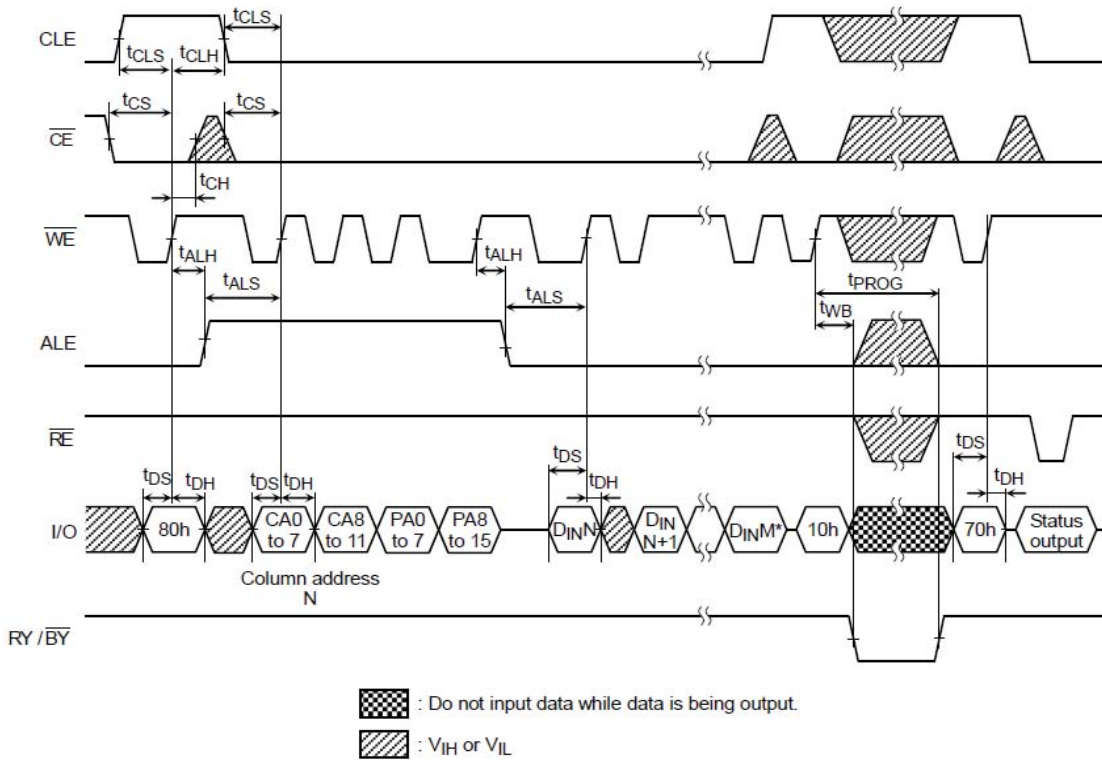 tCLS
CLE
tCLS tCLH
tCS tCS
CE
tCH
WE
tALH tALH
tPROG
tALS tALS
tWB
ALE
RE
tDS tDH tDS tDH tDS tDH tDS tDH
I/O
80h
CA0 to 7
CA8 to 11
PA0 to 7
PA8 to 15
DINN
DIN N+1
DINM*
10h
70h
Status output
Column address
N
RY / BY
: Do not input data while data is being output.
: VIH or VIL